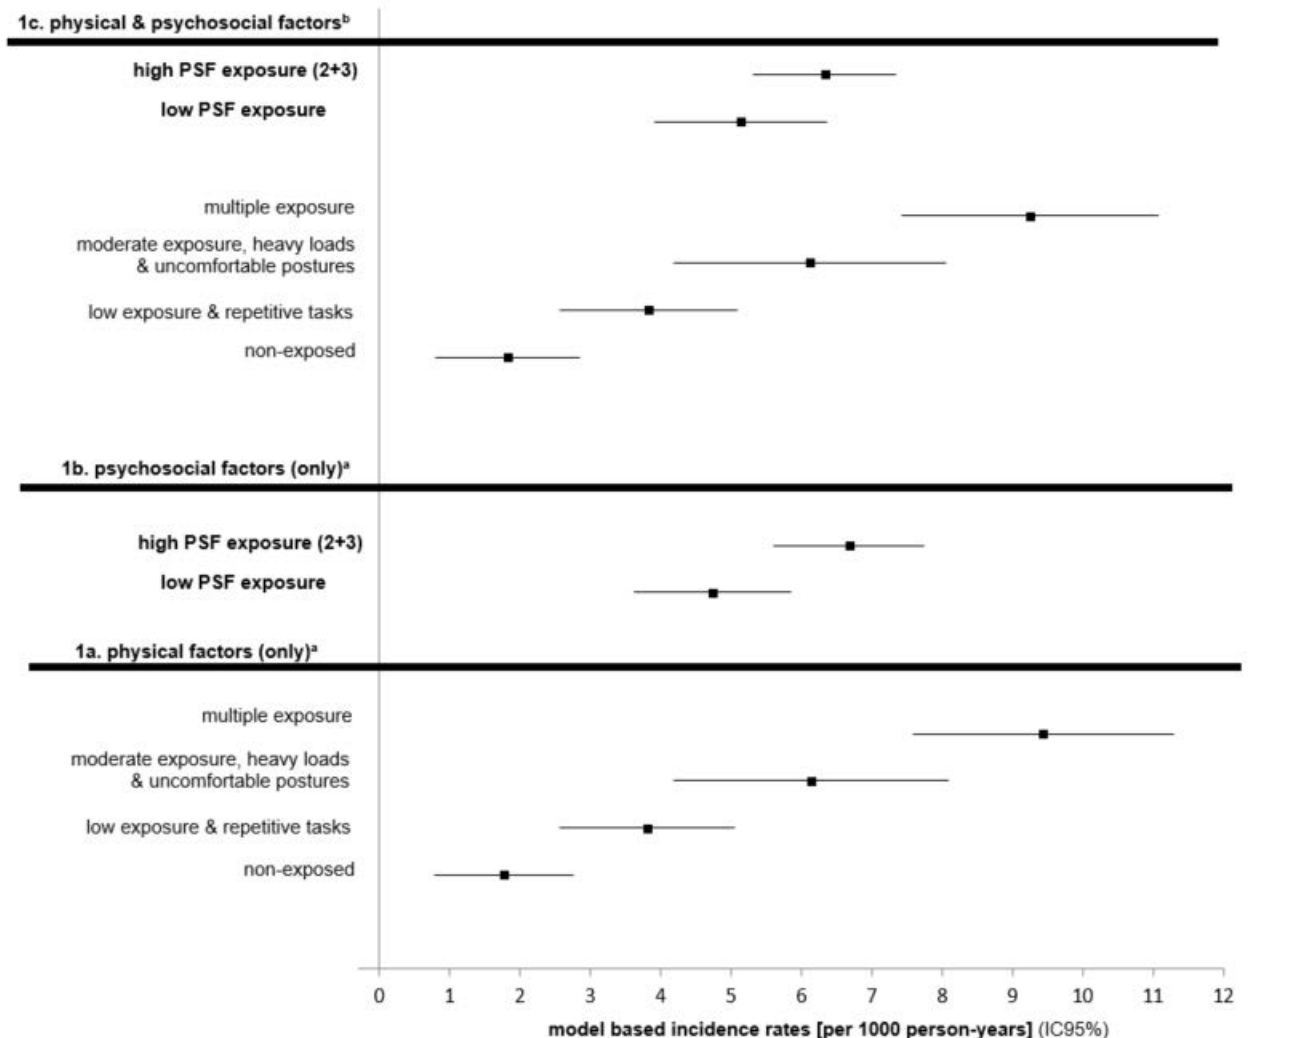 1c. physical & psychosocial factorsᵇ
high PSF exposure (2+3)
low PSF exposure
multiple exposure
moderate exposure, heavy loads
& uncomfortable postures
low exposure & repetitive tasks
non-exposed
1b. psychosocial factors (only)ᵃ
high PSF exposure (2+3)
low PSF exposure
1a. physical factors (only)ᵃ
multiple exposure
moderate exposure, heavy loads
& uncomfortable postures
low exposure & repetitive tasks
non-exposed
0 1 2 3 4 5 6 7 8 9 10 11 12
model based incidence rates [per 1000 person-years] (IC95%)